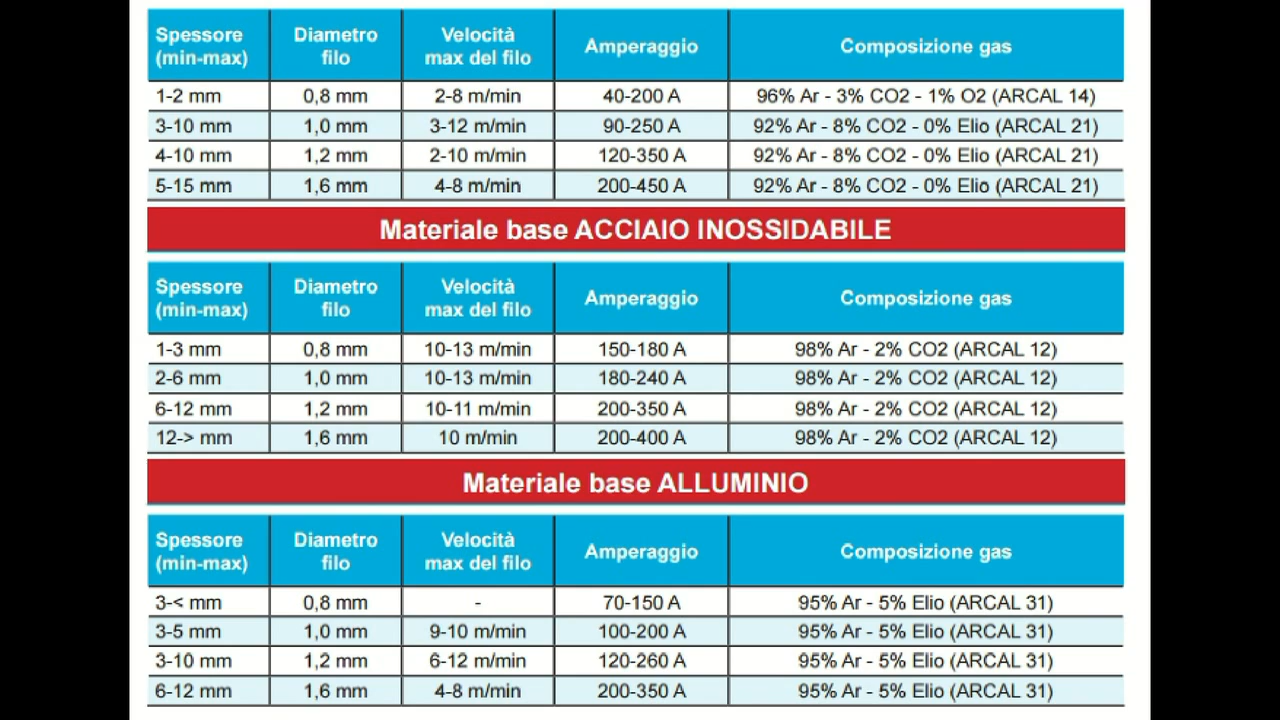 Spessore (min-max) Diametro filo Velocità max del filo Amperaggio Composizione gas
1-2 mm 0,8 mm 2-8 m/min 40-200 A 96% Ar - 3% CO2 - 1% O2 (ARCAL 14)
3-10 mm 1,0 mm 3-12 m/min 90-250 A 92% Ar - 8% CO2 - 0% Elio (ARCAL 21)
4-10 mm 1,2 mm 2-10 m/min 120-350 A 92% Ar - 8% CO2 - 0% Elio (ARCAL 21)
5-15 mm 1,6 mm 4-8 m/min 200-450 A 92% Ar - 8% CO2 - 0% Elio (ARCAL 21)
Materiale base ACCIAIO INOSSIDABILE
Spessore (min-max) Diametro filo Velocità max del filo Amperaggio Composizione gas
1-3 mm 0,8 mm 10-13 m/min 150-180 A 98% Ar - 2% CO2 (ARCAL 12)
2-6 mm 1,0 mm 10-13 m/min 180-240 A 98% Ar - 2% CO2 (ARCAL 12)
6-12 mm 1,2 mm 10-11 m/min 200-350 A 98% Ar - 2% CO2 (ARCAL 12)
12-> mm 1,6 mm 10 m/min 200-400 A 98% Ar - 2% CO2 (ARCAL 12)
Materiale base ALLUMINIO
Spessore (min-max) Diametro filo Velocità max del filo Amperaggio Composizione gas
3-< mm 0,8 mm - 70-150 A 95% Ar - 5% Elio (ARCAL 31)
3-5 mm 1,0 mm 9-10 m/min 100-200 A 95% Ar - 5% Elio (ARCAL 31)
3-10 mm 1,2 mm 6-12 m/min 120-260 A 95% Ar - 5% Elio (ARCAL 31)
6-12 mm 1,6 mm 4-8 m/min 200-350 A 95% Ar - 5% Elio (ARCAL 31)